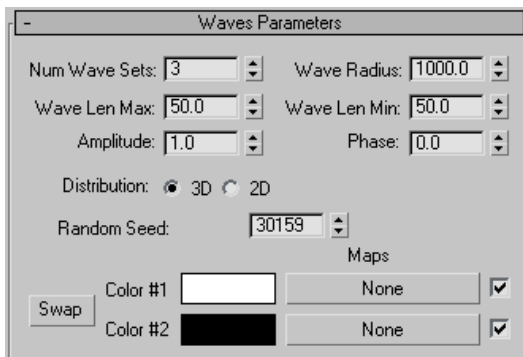 - Waves Parameters
Num Wave Sets: 3 Wave Radius: 1000.0
Wave Len Max: 50.0 Wave Len Min: 50.0
Amplitude: 1.0 Phase: 0.0
Distribution: 3D 2D
Random Seed: 30159
Maps
Color #1 None
Swap
Color #2 None